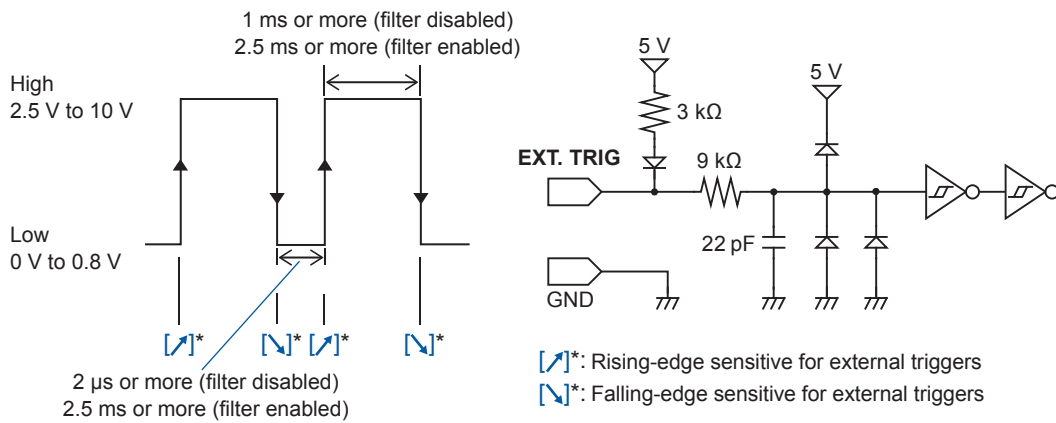 1 ms or more (filter disabled)
2.5 ms or more (filter enabled)
High
2.5 V to 10 V
Low
0 V to 0.8 V
[↗]* [↘]* [↗]* [↘]*
2 μs or more (filter disabled)
2.5 ms or more (filter enabled)
5 V
5 V
3 kΩ
EXT. TRIG
9 kΩ
22 pF
GND
[↗]*: Rising-edge sensitive for external triggers
[↘]*: Falling-edge sensitive for external triggers